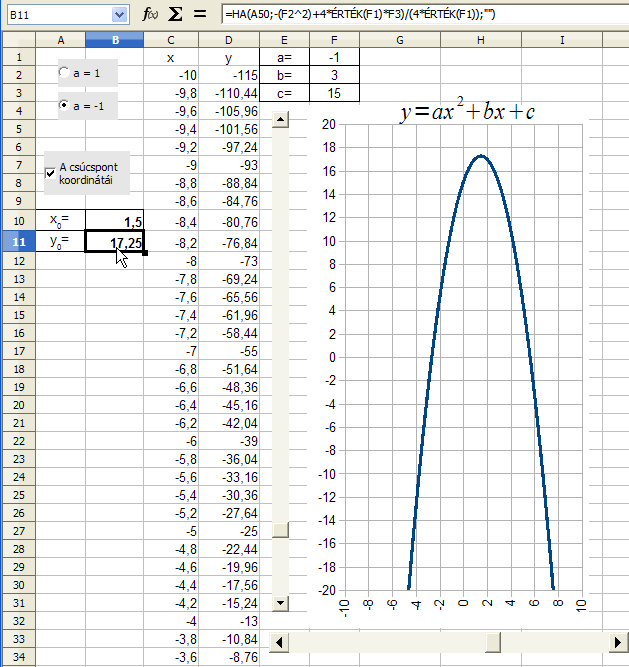 B11 f(x) Σ = =HA(A50;-(F2^2)+4*ÉRTÉK(F1)*F3)/(4*ÉRTÉK(F1));"")
A B C D E F G H I
1 x y a= -1
2 a = 1 -10 -115 b= 3
3 -9,8 -110,44 c= 15
4 a = -1 -9,6 -105,96
5 -9,4 -101,56
6 -9,2 -97,24
7 A csúcspont -9 -93
8 koordinátái -8,8 -88,84
9 -8,6 -84,76
10 x₀= 1,5 -8,4 -80,76
11 y₀= 17,25 -8,2 -76,84
12 -8 -73
13 -7,8 -69,24
14 -7,6 -65,56
15 -7,4 -61,96
16 -7,2 -58,44
17 -7 -55
18 -6,8 -51,64
19 -6,6 -48,36
20 -6,4 -45,16
21 -6,2 -42,04
22 -6 -39
23 -5,8 -36,04
24 -5,6 -33,16
25 -5,4 -30,36
26 -5,2 -27,64
27 -5 -25
28 -4,8 -22,44
29 -4,6 -19,96
30 -4,4 -17,56
31 -4,2 -15,24
32 -4 -13
33 -3,8 -10,84
34 -3,6 -8,76
y=ax²+bx+c
20
18
16
14
12
10
8
6
4
2
0
-2
-4
-6
-8
-10
-12
-14
-16
-18
-20
-10 -8 -6 -4 -2 0 2 4 6 8 10